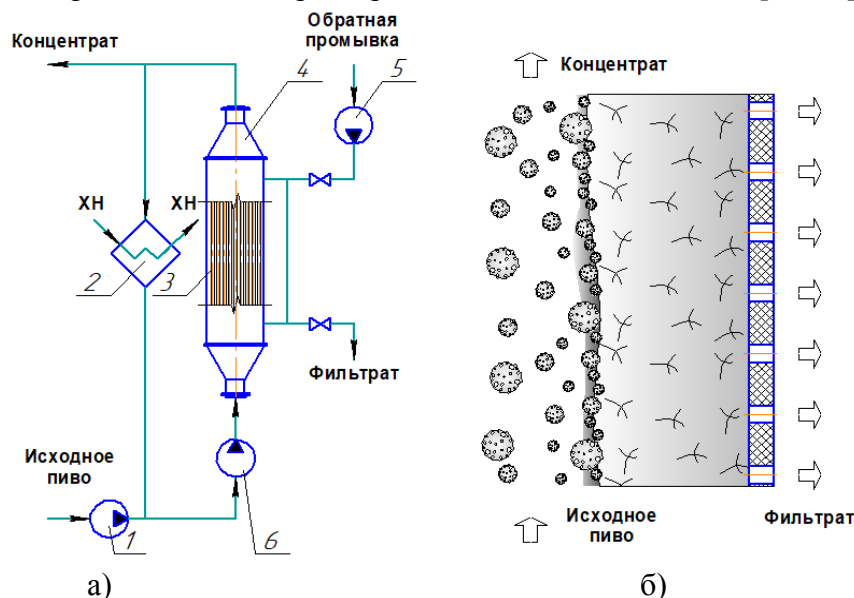 Обратная
промывка
Концентрат
4
5
ХН
ХН
2
3
Фильтрат
Исходное
пиво
1
6
а)
Концентрат
Исходное
пиво
Фильтрат
б)